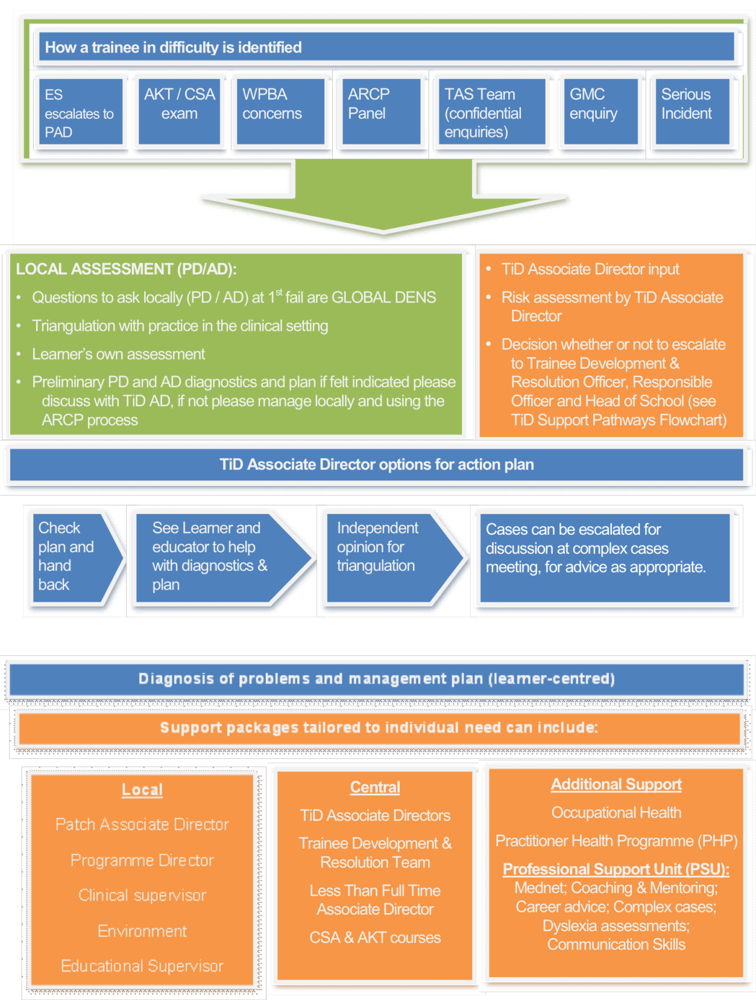 How a trainee in difficulty is identified
ES
escalates to
PAD
AKT / CSA
exam
WPBA
concerns
ARCP
Panel
TAS Team
(confidential
enquiries)
GMC
enquiry
Serious
Incident
LOCAL ASSESSMENT (PD/AD):
• Questions to ask locally (PD / AD) at 1st fail are GLOBAL DENS
• Triangulation with practice in the clinical setting
• Learner's own assessment
• Preliminary PD and AD diagnostics and plan if felt indicated please
discuss with TiD AD, if not please manage locally and using the
ARCP process
• TiD Associate Director input
• Risk assessment by TiD Associate
Director
• Decision whether or not to escalate
to Trainee Development &
Resolution Officer, Responsible
Officer and Head of School (see
TiD Support Pathways Flowchart)
TiD Associate Director options for action plan
Check
plan and
hand
back
See Learner and
educator to help
with diagnostics &
plan
Independent
opinion for
triangulation
Cases can be escalated for
discussion at complex cases
meeting, for advice as appropriate.
Diagnosis of problems and management plan (learner-centred)
Support packages tailored to individual need can include:
Local
Patch Associate Director
Programme Director
Clinical supervisor
Environment
Educational Supervisor
Central
TiD Associate Directors
Trainee Development &
Resolution Team
Less Than Full Time
Associate Director
CSA & AKT courses
Additional Support
Occupational Health
Practitioner Health Programme (PHP)
Professional Support Unit (PSU):
Mednet; Coaching & Mentoring;
Career advice; Complex cases;
Dyslexia assessments;
Communication Skills